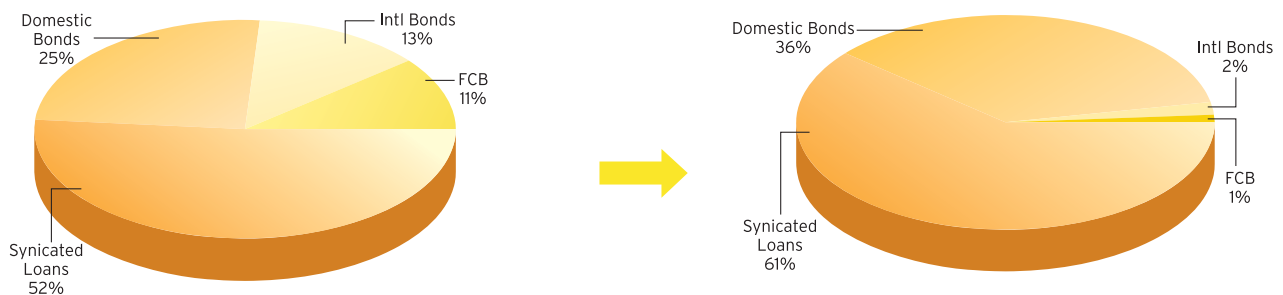 Domestic
Bonds
25%
Intl Bonds
13%
FCB
11%
Synicated
Loans
52%
Domestic Bonds
36%
Intl Bonds
2%
FCB
1%
Synicated
Loans
61%